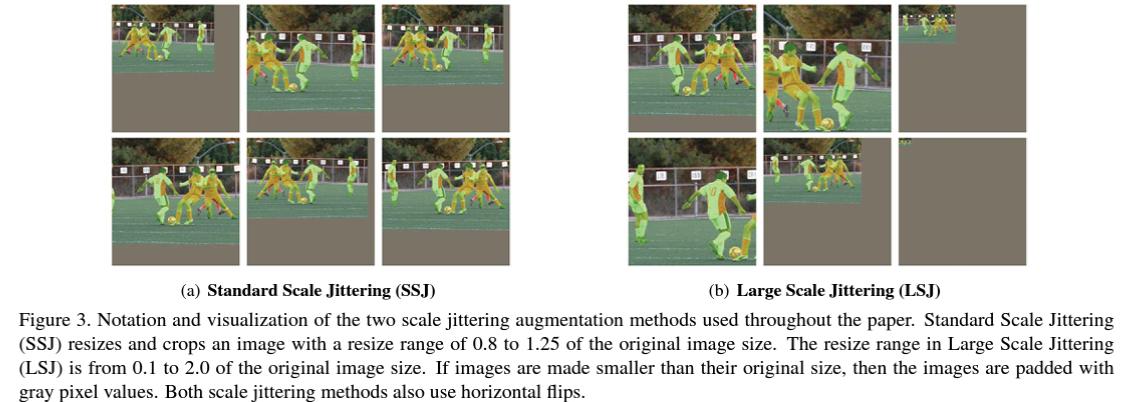 (a) Standard Scale Jittering (SSJ)
(b) Large Scale Jittering (LSJ)
Figure 3. Notation and visualization of the two scale jittering augmentation methods used throughout the paper. Standard Scale Jittering
(SSJ) resizes and crops an image with a resize range of 0.8 to 1.25 of the original image size. The resize range in Large Scale Jittering
(LSJ) is from 0.1 to 2.0 of the original image size. If images are made smaller than their original size, then the images are padded with
gray pixel values. Both scale jittering methods also use horizontal flips.